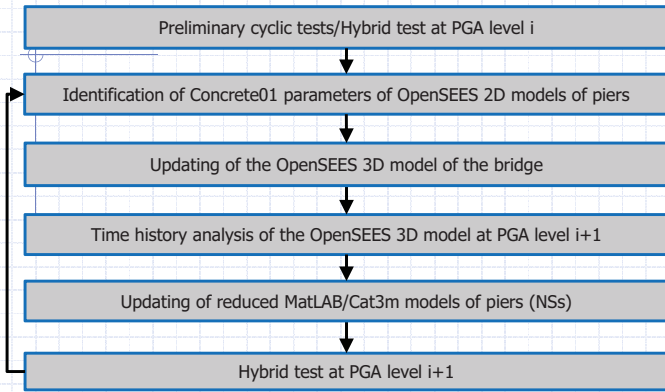 Preliminary cyclic tests/Hybrid test at PGA level i
Identification of Concrete01 parameters of OpenSEES 2D models of piers
Updating of the OpenSEES 3D model of the bridge
Time history analysis of the OpenSEES 3D model at PGA level i+1
Updating of reduced MatLAB/Cat3m models of piers (NSs)
Hybrid test at PGA level i+1